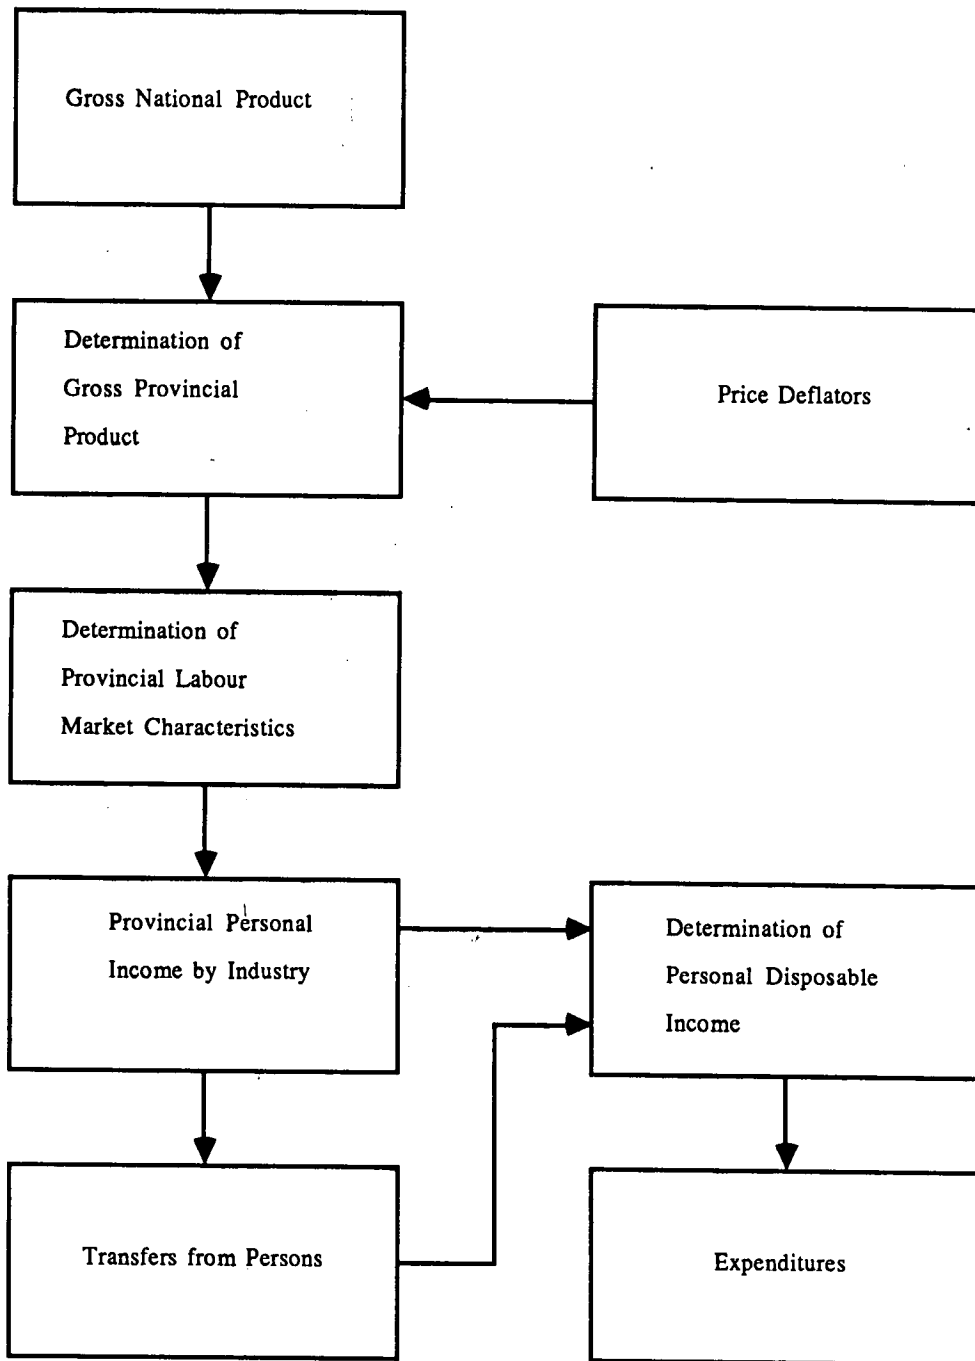 Gross National Product
Determination of
Gross Provincial
Product
Price Deflators
Determination of
Provincial Labour
Market Characteristics
Provincial Personal
Income by Industry
Determination of
Personal Disposable
Income
Transfers from Persons
Expenditures